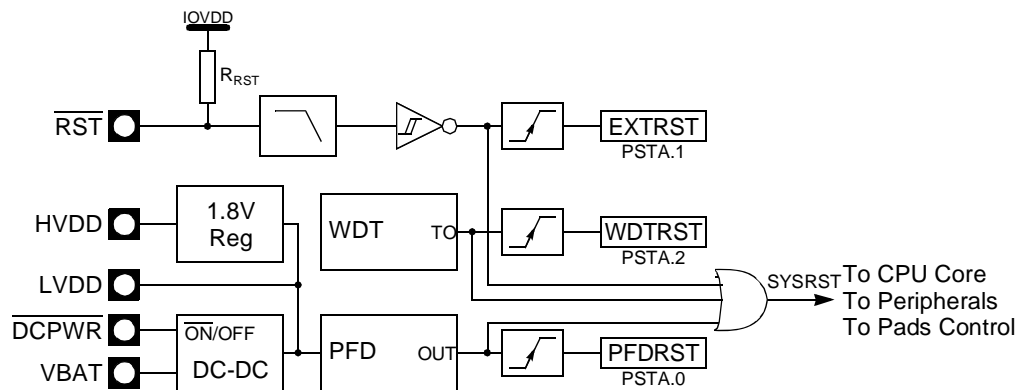 IOVDD
RRST
RST
EXTRST
PSTA.1
HVDD
1.8V
Reg
WDT
TO
WDTRST
PSTA.2
LVDD
SYSRST
To CPU Core
To Peripherals
To Pads Control
DCPWR
ON/OFF
DC-DC
VBAT
PFD
OUT
PFDRST
PSTA.0